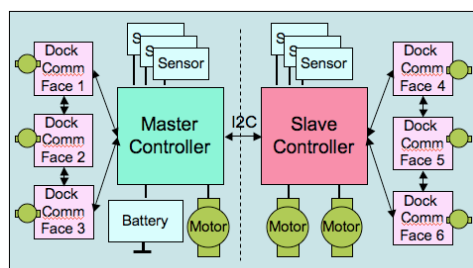 Dock
Comm
Face 1
Dock
Comm
Face 2
Dock
Comm
Face 3
Sensor
Master
Controller
Battery
Motor
I2C
Sensor
Slave
Controller
Motor
Motor
Dock
Comm
Face 4
Dock
Comm
Face 5
Dock
Comm
Face 6